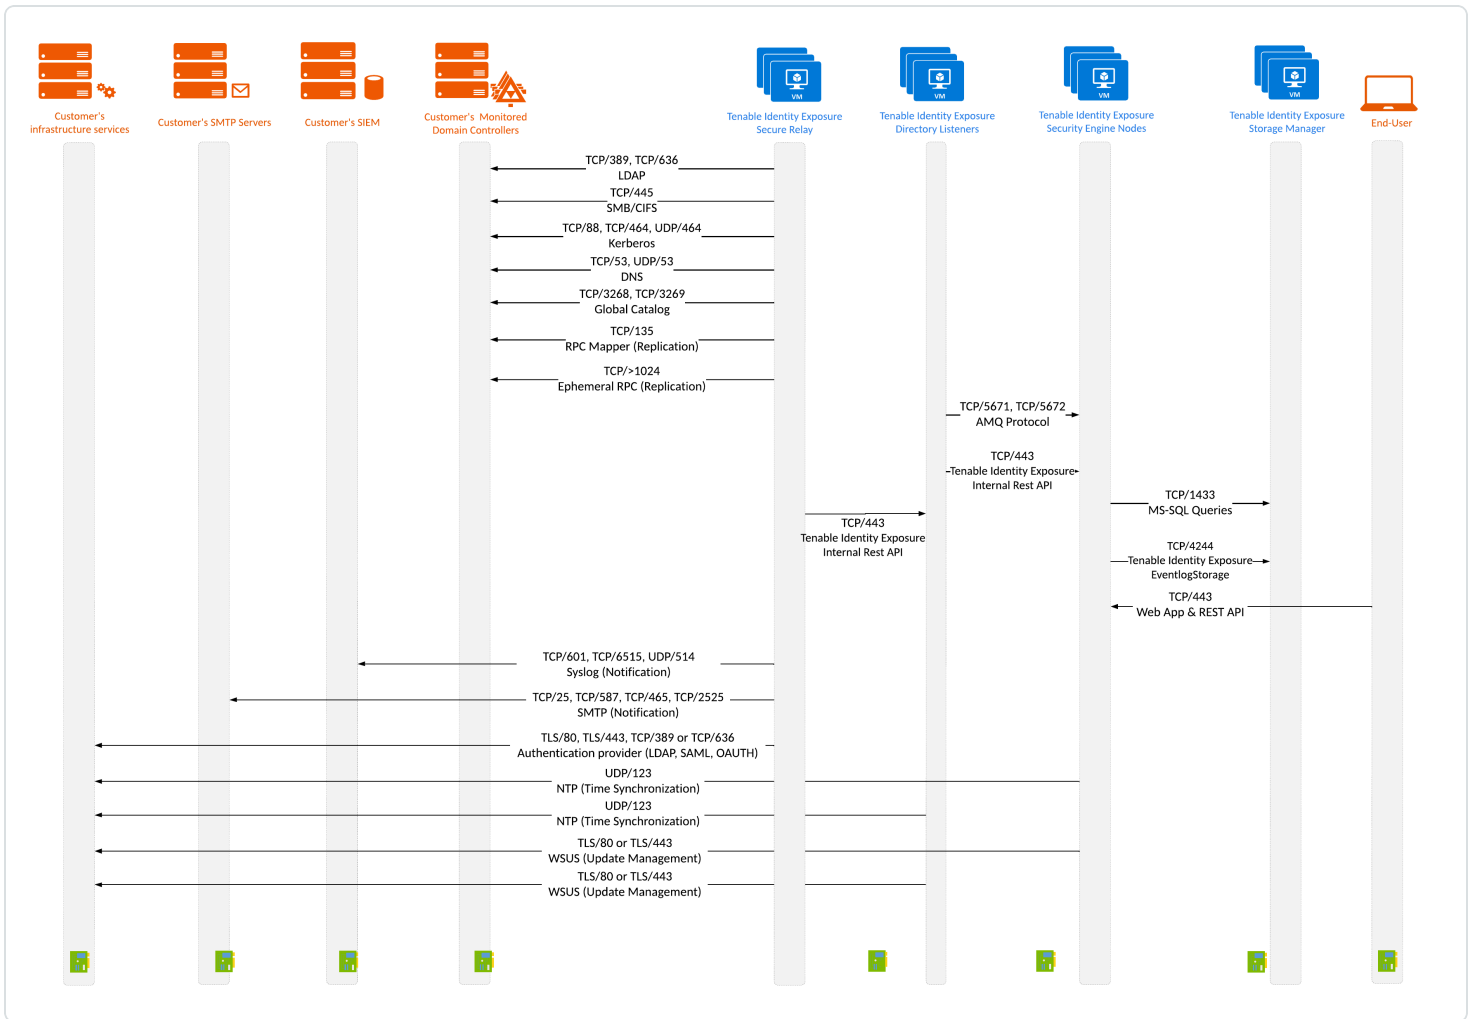 Customer's
infrastructure services
Customer's SMTP Servers
Customer's SIEM
Customer's Monitored
Domain Controllers
VM
Tenable Identity Exposure
Secure Relay
VM
Tenable Identity Exposure
Directory Listeners
VM
Tenable Identity Exposure
Security Engine Nodes
VM
Tenable Identity Exposure
Storage Manager
End-User
TCP/389, TCP/636
LDAP
TCP/445
SMB/CIFS
TCP/88, TCP/464, UDP/464
Kerberos
TCP/53, UDP/53
DNS
TCP/3268, TCP/3269
Global Catalog
TCP/135
RPC Mapper (Replication)
TCP/>1024
Ephemeral RPC (Replication)
TCP/5671, TCP/5672
AMQ Protocol
TCP/443
Tenable Identity Exposure
Internal Rest API
TCP/1433
MS-SQL Queries
TCP/443
Tenable Identity Exposure
Internal Rest API
TCP/4244
Tenable Identity Exposure
EventlogStorage
TCP/443
Web App & REST API
TCP/601, TCP/6515, UDP/514
Syslog (Notification)
TCP/25, TCP/587, TCP/465, TCP/2525
SMTP (Notification)
TLS/80, TLS/443, TCP/389 or TCP/636
Authentication provider (LDAP, SAML, OAUTH)
UDP/123
NTP (Time Synchronization)
UDP/123
NTP (Time Synchronization)
TLS/80 or TLS/443
WSUS (Update Management)
TLS/80 or TLS/443
WSUS (Update Management)